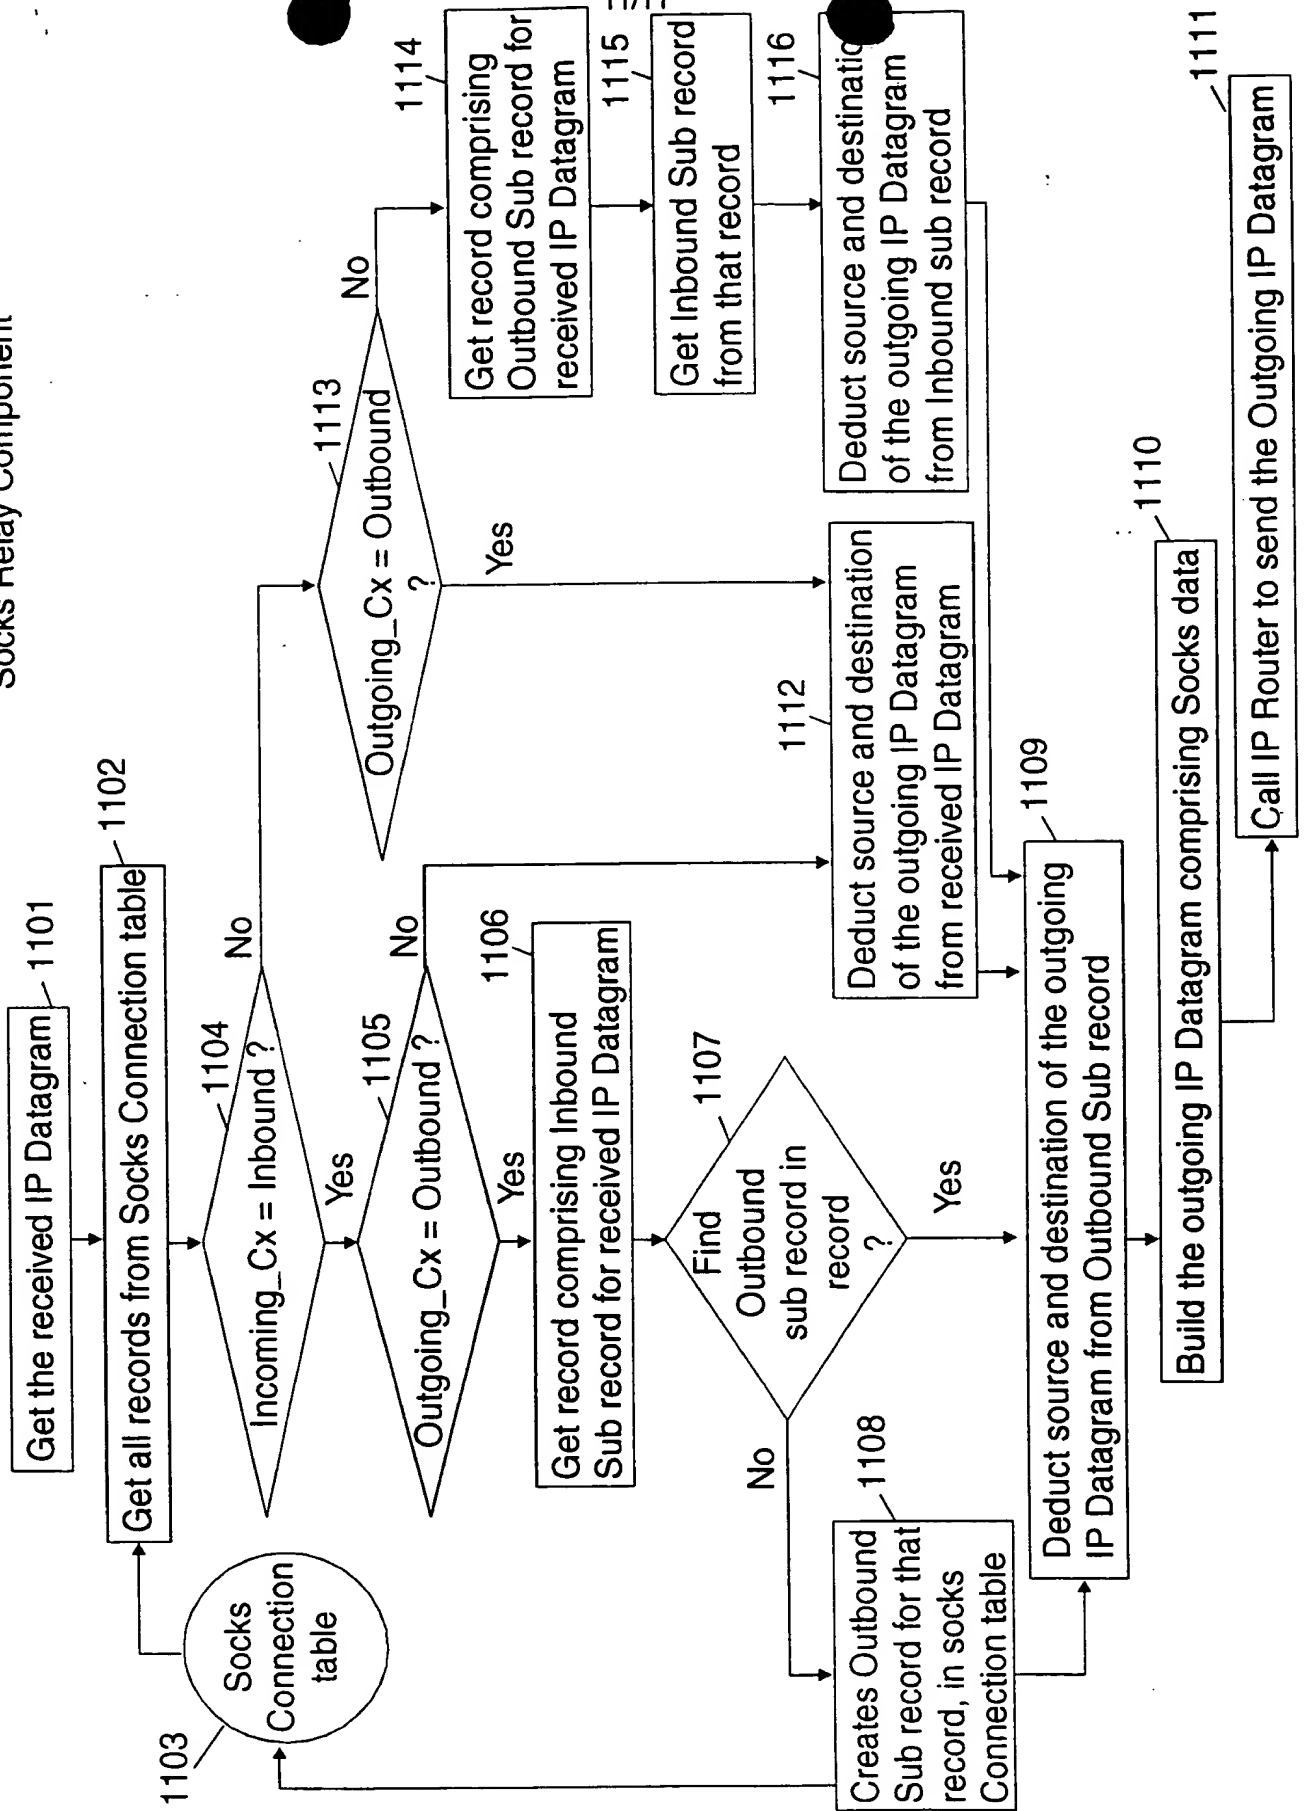 Socks Relay Component
Get the received IP Datagram
1101
Get all records from Socks Connection table
1102
Socks
Connection
table
1103
Incoming_Cx = Inbound ?
1104
No
Yes
Outgoing_Cx = Outbound ?
1105
No
Yes
Get record comprising Inbound
Sub record for received IP Datagram
1106
Find
Outbound
sub record in
record
?
1107
No
Yes
Creates Outbound
Sub record for that
record, in socks
Connection table
1108
Deduct source and destination of the outgoing
IP Datagram from Outbound Sub record
1109
Build the outgoing IP Datagram comprising Socks data
1110
Call IP Router to send the Outgoing IP Datagram
1111
Deduct source and destination
of the outgoing IP Datagram
from received IP Datagram
1112
Outgoing_Cx = Outbound
?
1113
No
Yes
Get record comprising
Outbound Sub record for
received IP Datagram
1114
Get Inbound Sub record
from that record
1115
Deduct source and destinatic
of the outgoing IP Datagram
from Inbound sub record
1116